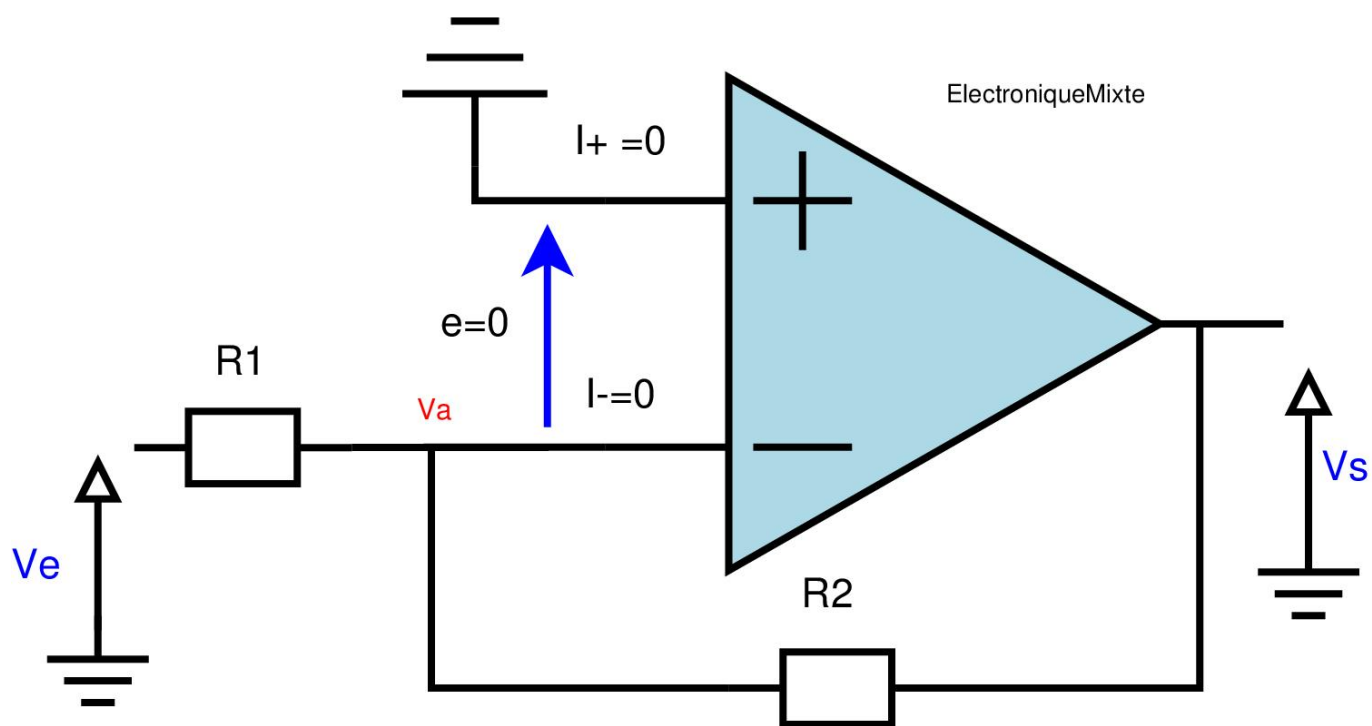 ElectroniqueMixte
I+ =0
e=0
R1
I-=0
Va
Vs
Ve
R2